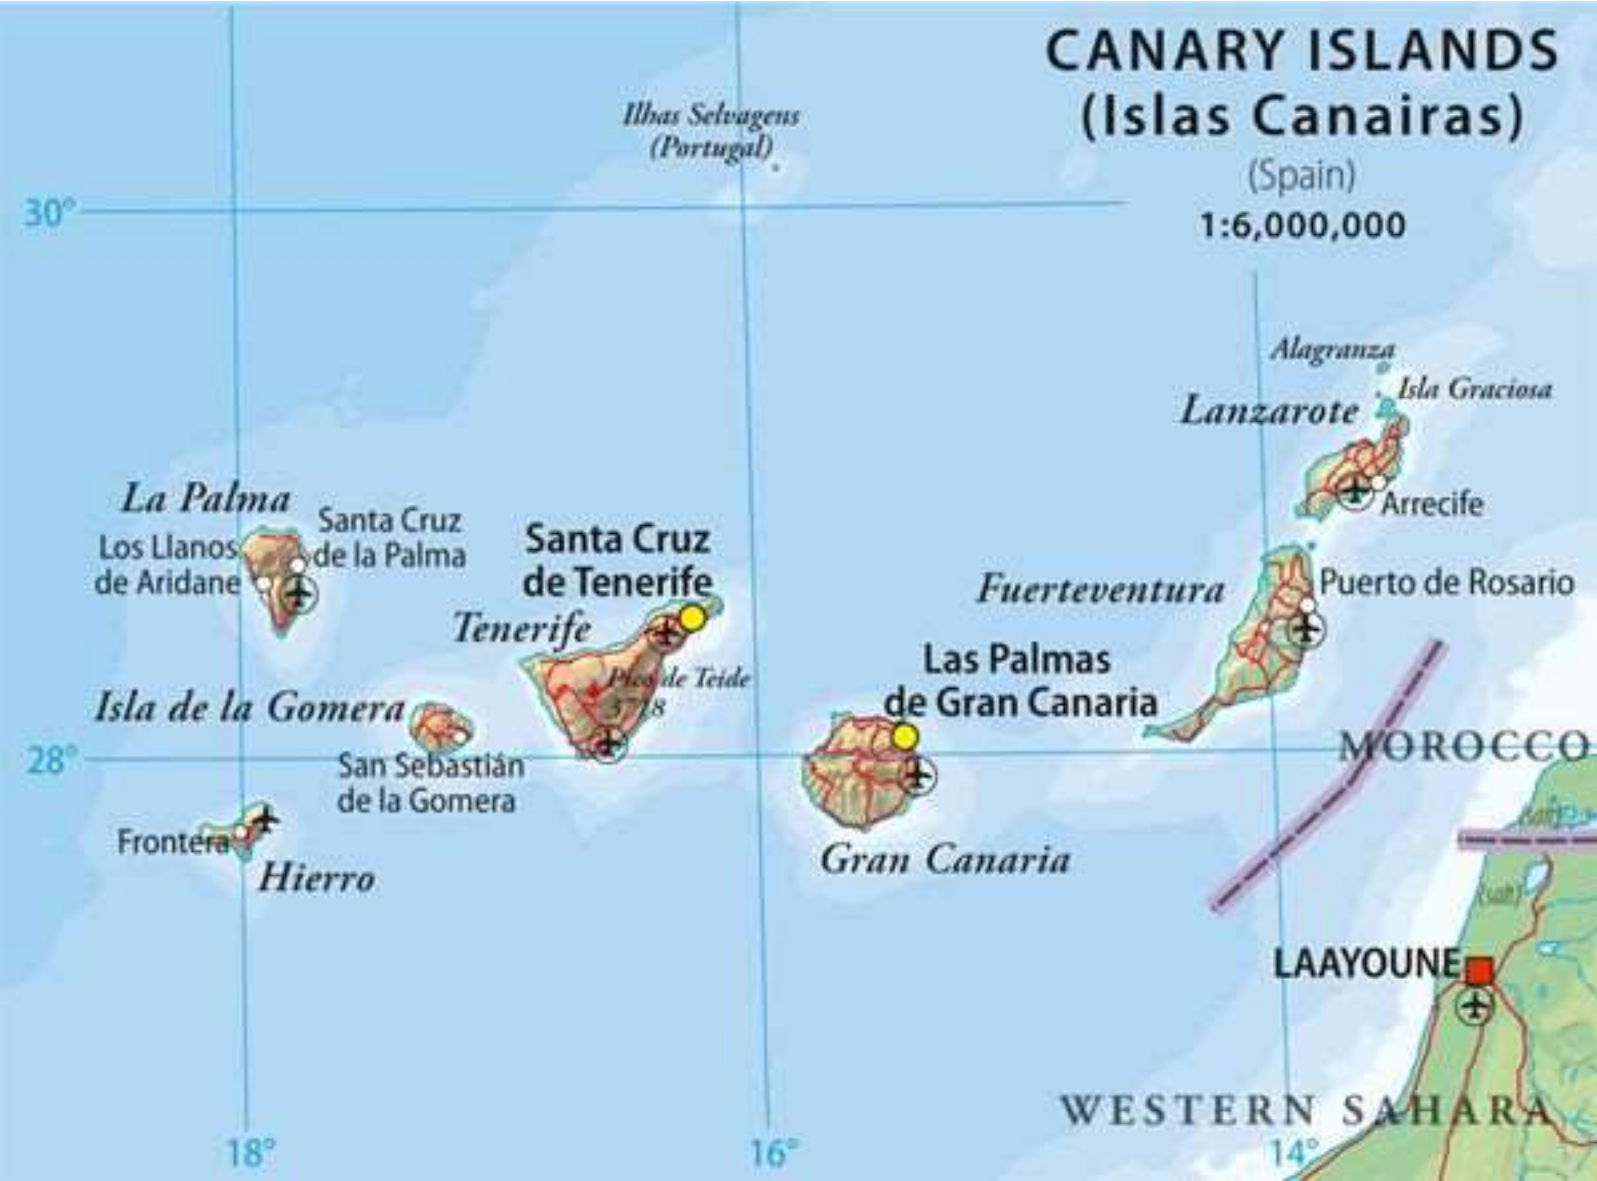 CANARY ISLANDS
(Islas Canairas)
(Spain)
1:6,000,000
Ilhas Selvagens
(Portugal)
30°
Alagranza
Isla Graciosa
Lanzarote
Arrecife
La Palma
Santa Cruz
de la Palma
Los Llanos
de Aridane
Santa Cruz
de Tenerife
Tenerife
Pico de Teide
3718
Fuerteventura
Puerto de Rosario
Las Palmas
de Gran Canaria
Isla de la Gomera
28°
San Sebastián
de la Gomera
MOROCCO
Frontera
Hierro
Gran Canaria
(salt)
(salt)
LAAYOUNE
WESTERN SAHARA
18°
16°
14°